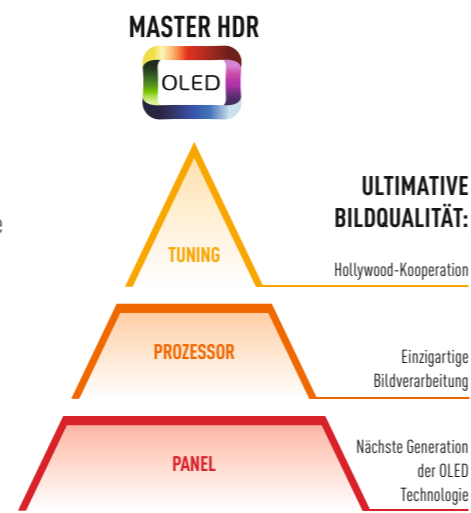 MASTER HDR
OLED
ULTIMATIVE
BILDQUALITÄT:
e
TUNING
Hollywood-Kooperation
PROZESSOR
Einzigartige
Bildverarbeitung
PANEL
Nächste Generation
der OLED
Technologie